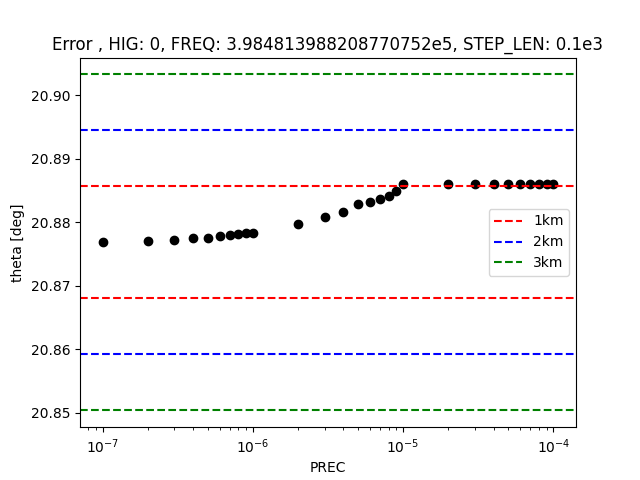 Error , HIG: 0, FREQ: 3.984813988208770752e5, STEP_LEN: 0.1e3
theta [deg]
20.90
20.89
20.88
20.87
20.86
20.85
1km
2km
3km
10⁻⁷ 10⁻⁶ 10⁻⁵ 10⁻⁴
PREC